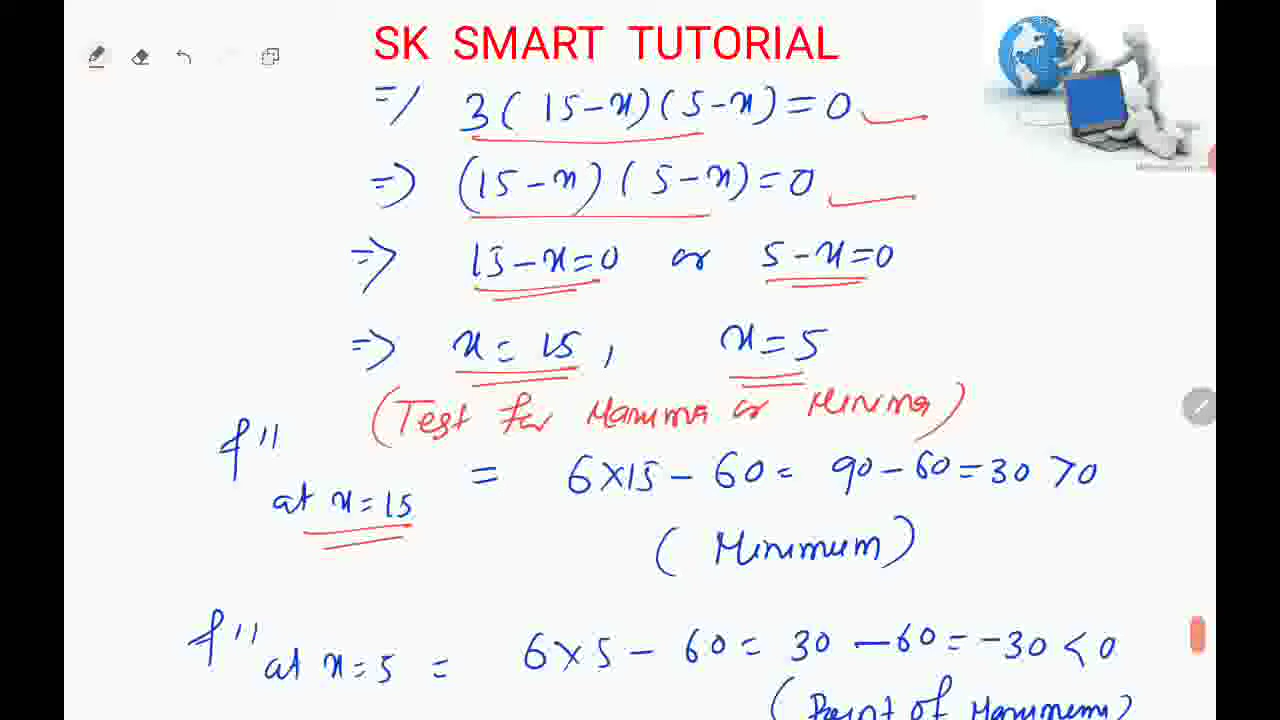 SK SMART TUTORIAL
=> 3(15-x)(5-x)=0
=> (15-x)(5-x)=0
=> 15-x=0 or 5-x=0
=> x=15, x=5
(Test for Maxima or Minima)
f'' at x=15 = 6×15-60=90-60=30>0
(Minimum)
f'' at x=5 = 6×5-60=30-60=-30<0
(Point of Maximum)